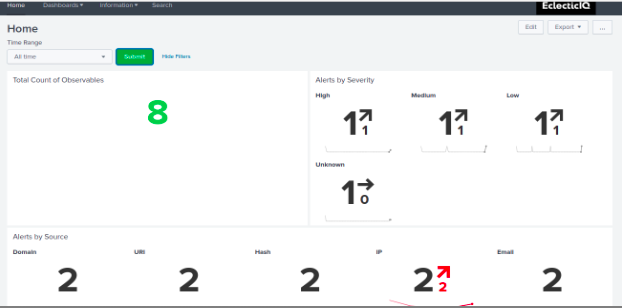 Home Dashboards Information Search EclecticIQ
Home Edit Export ...
Time Range
All time Submit Hide Filters
Total Count of Observables Alerts by Severity
High Medium Low
8
1 1 1 1 1 1
Unknown
1 0
Alerts by Source
Domain URI Hash IP Email
2 2 2 2 2 2